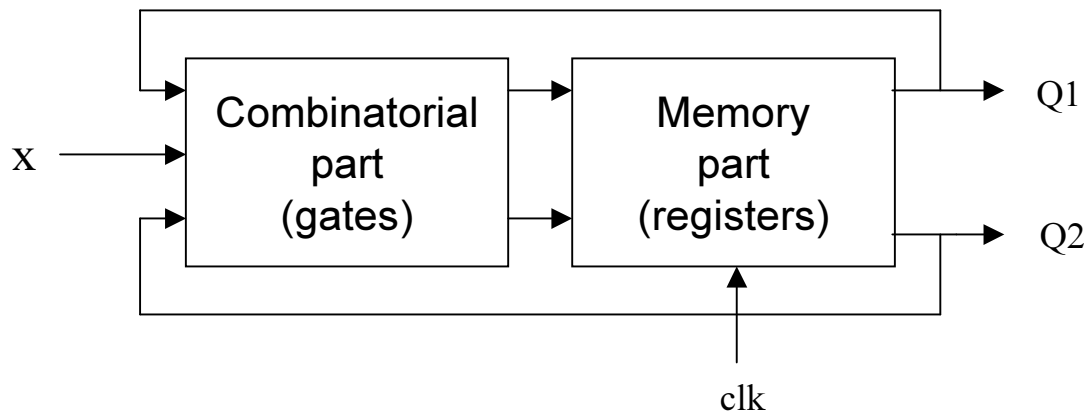 Combinatorial
part
(gates)
Memory
part
(registers)
Q1
x
Q2
clk